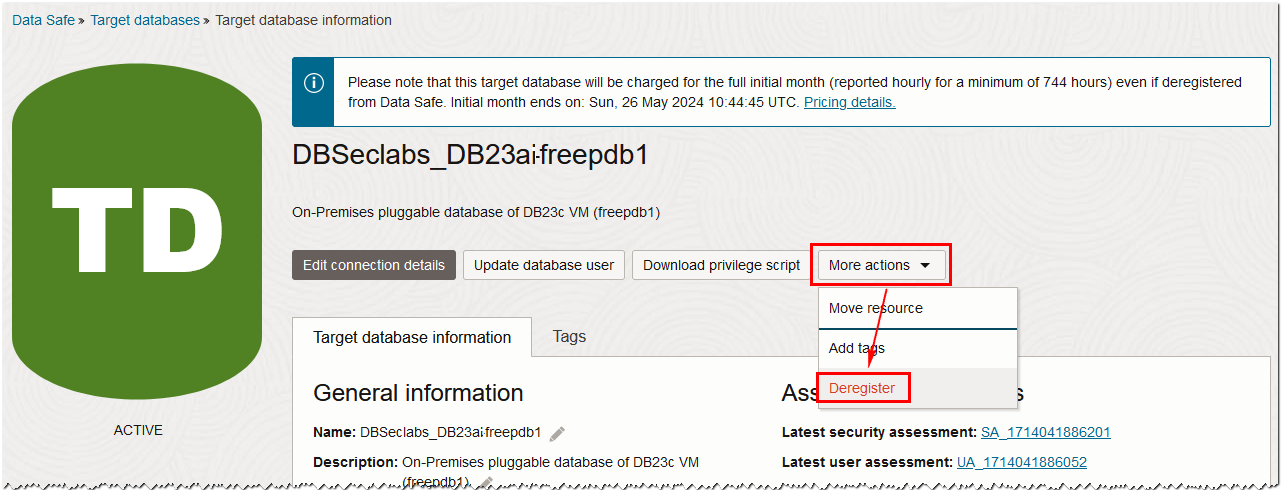 Data Safe » Target databases » Target database information
Please note that this target database will be charged for the full initial month (reported hourly for a minimum of 744 hours) even if deregistered
from Data Safe. Initial month ends on: Sun, 26 May 2024 10:44:45 UTC. Pricing details.
TD
ACTIVE
DBSeclabs_DB23ai-freepdb1
On-Premises pluggable database of DB23c VM (freepdb1)
Edit connection details
Update database user
Download privilege script
More actions
Move resource
Add tags
Deregister
Target database information
Tags
General information
Name: DBSeclabs_DB23ai-freepdb1
Description: On-Premises pluggable database of DB23c VM
(freepdb1)
Latest security assessment: SA_1714041886201
Latest user assessment: UA_1714041886052